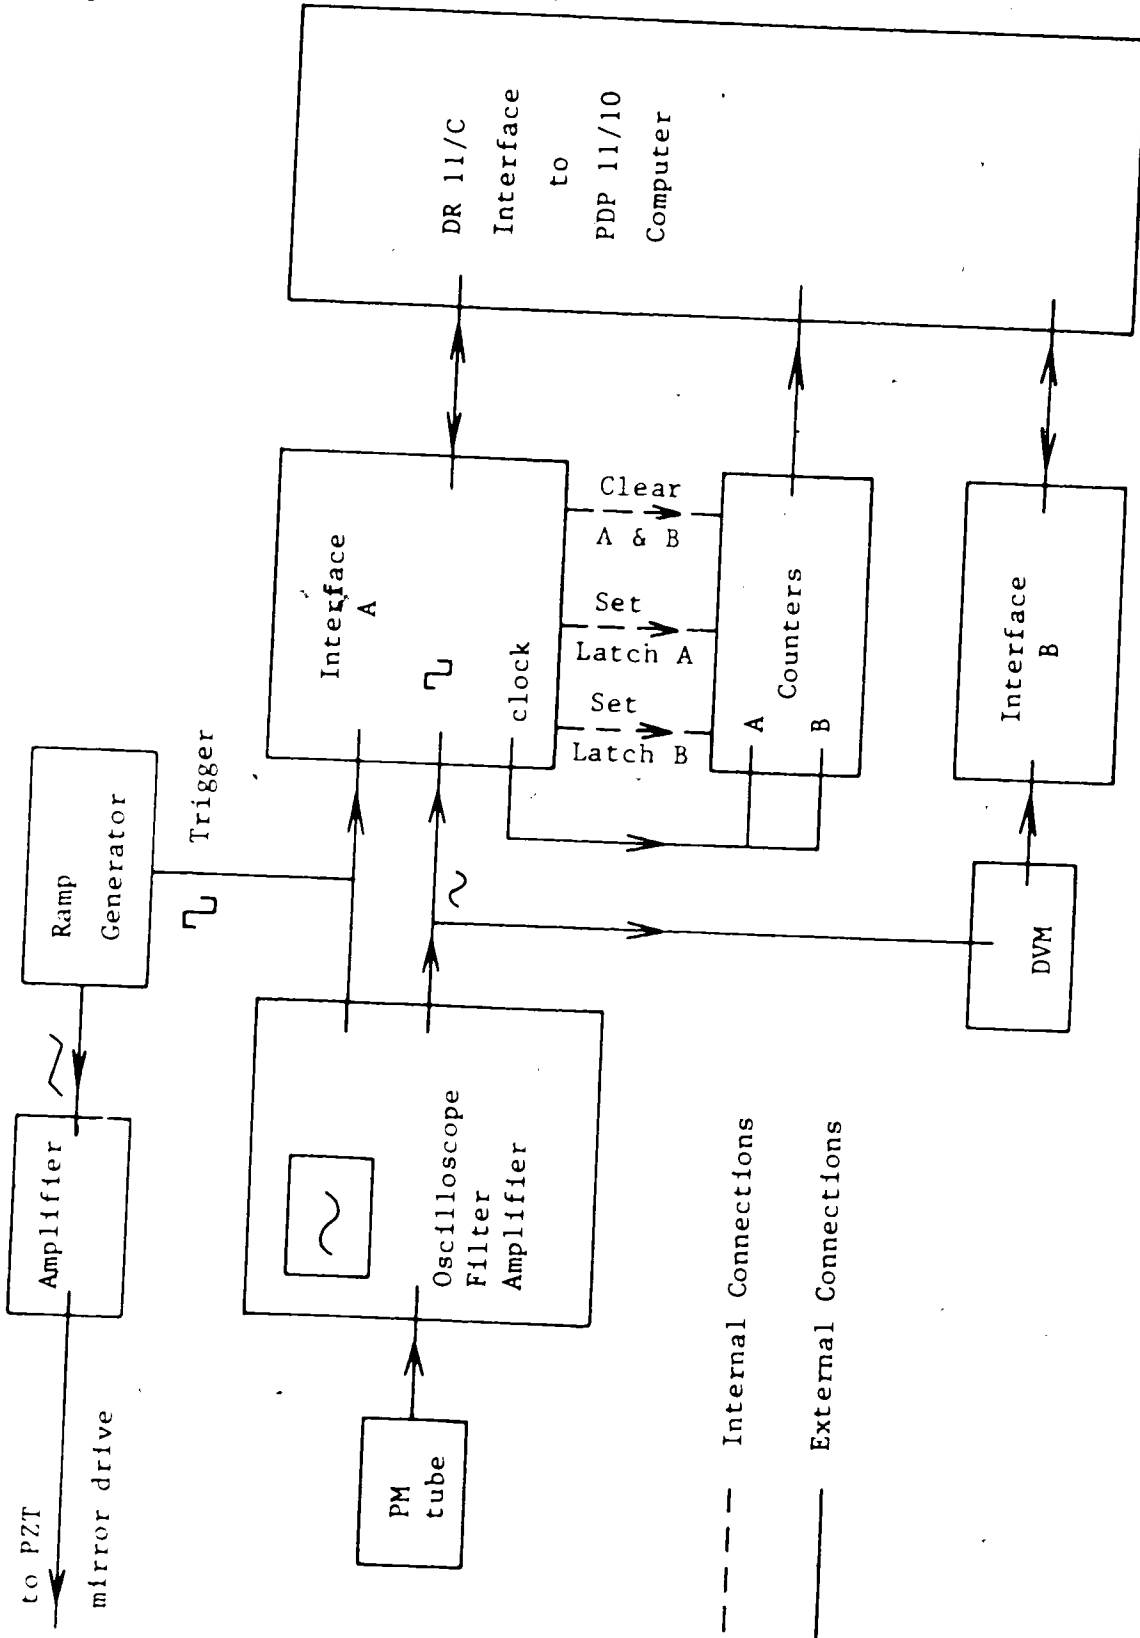 to PZT
mirror drive
Amplifier
Ramp
Generator
Trigger
PM
tube
Oscilloscope
Filter
Amplifier
Interface
A
clock
Clear
A & B
Set
Latch A
Set
Latch B
A
B
Counters
DVM
Interface
B
DR 11/C
Interface
to
PDP 11/10
Computer
Internal Connections
External Connections